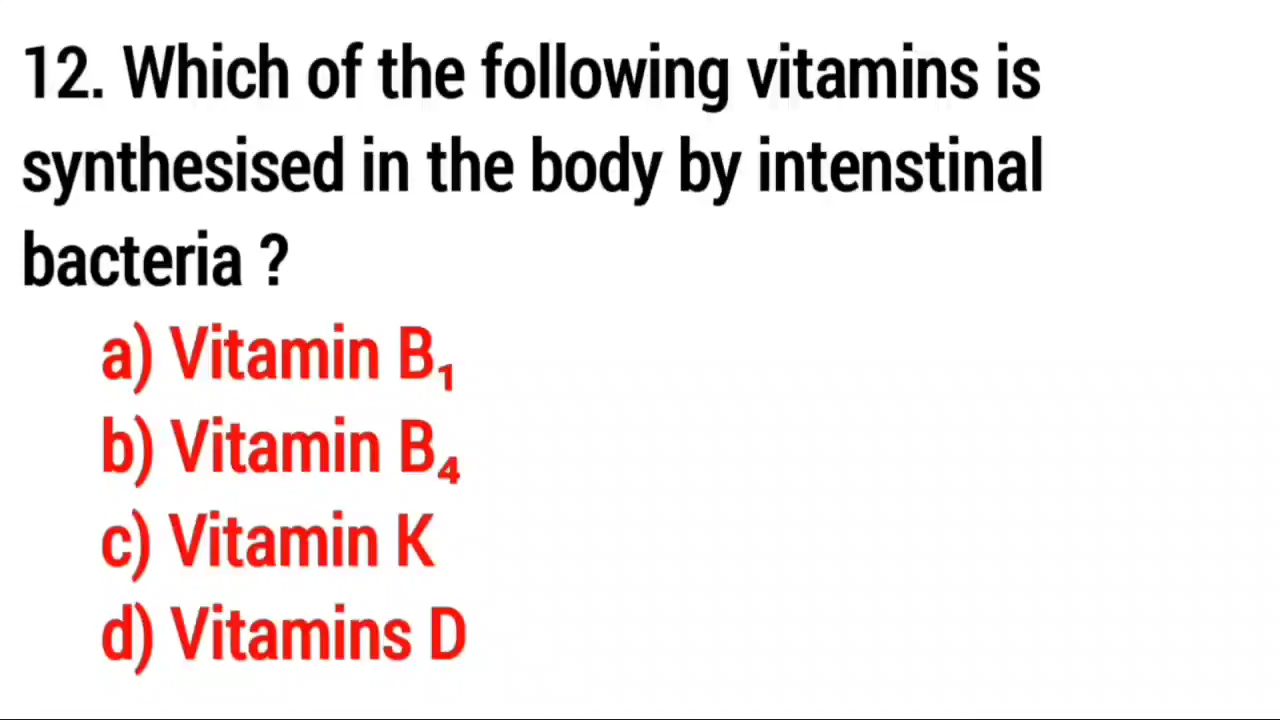 12. Which of the following vitamins is
synthesised in the body by intenstinal
bacteria ?
a) Vitamin B₁
b) Vitamin B₄
c) Vitamin K
d) Vitamins D